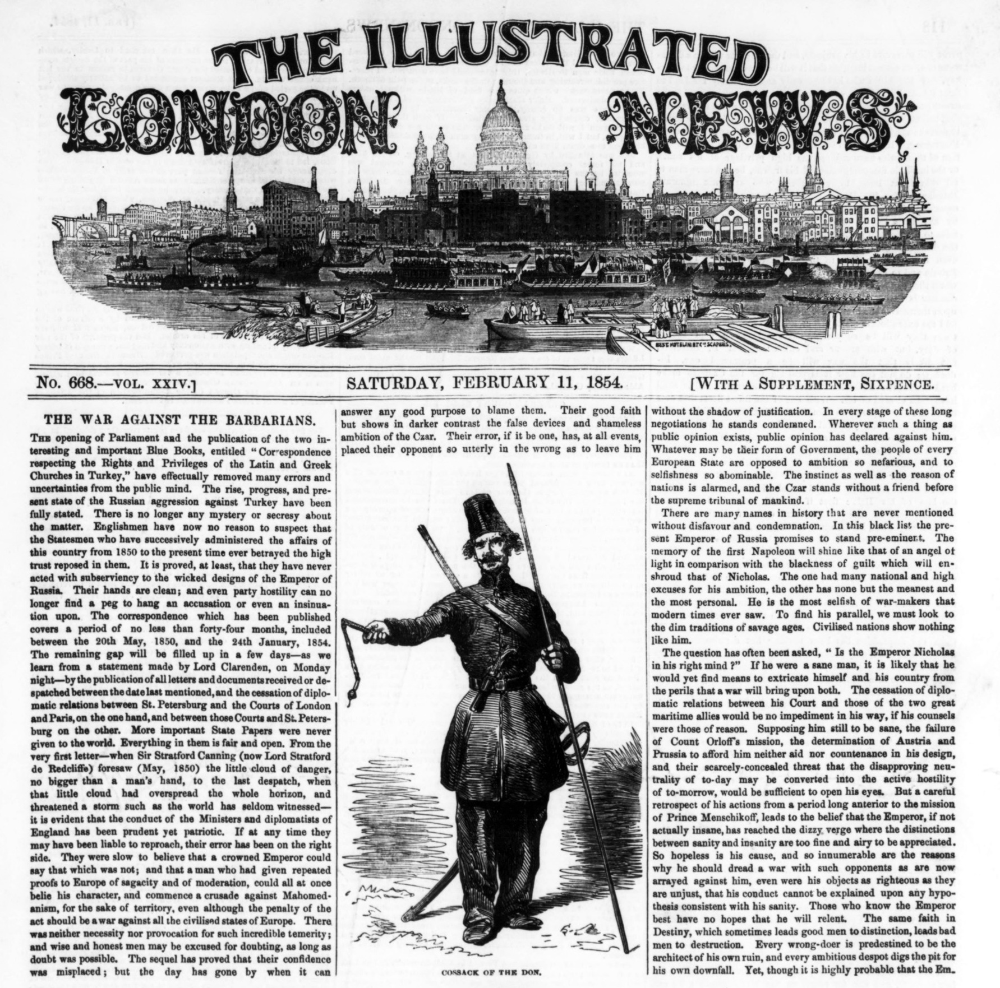 THE ILLUSTRATED
LONDON NEWS,
No. 668.—VOL. XXIV.]
SATURDAY, FEBRUARY 11, 1854.
[WITH A SUPPLEMENT, SIXPENCE.
THE WAR AGAINST THE BARBARIANS.
THE opening of Parliament and the publication of the two in-
teresting and important Blue Books, entitled "Correspondence
respecting the Rights and Privileges of the Latin and Greek
Churches in Turkey," have effectually removed many errors and
uncertainties from the public mind. The rise, progress, and pre-
sent state of the Russian aggression against Turkey have been
fully stated. There is no longer any mystery or secresy about
the matter. Englishmen have now no reason to suspect that
the Statesmen who have successively administered the affairs of
this country from 1850 to the present time ever betrayed the high
trust reposed in them. It is proved, at least, that they have never
acted with subserviency to the wicked designs of the Emperor of
Russia. Their hands are clean; and even party hostility can no
longer find a peg to hang an accusation or even an insinua-
tion upon. The correspondence which has been published
covers a period of no less than forty-four months, included
between the 20th May, 1850, and the 24th January, 1854.
The remaining gap will be filled up in a few days—as we
learn from a statement made by Lord Clarendon, on Monday
night—by the publication of all letters and documents received or de-
spatched between the date last mentioned, and the cessation of diplo-
matic relations between St. Petersburg and the Courts of London
and Paris, on the one hand, and between those Courts and St. Peters-
burg on the other. More important State Papers were never
given to the world. Everything in them is fair and open. From the
very first letter—when Sir Stratford Canning (now Lord Stratford
de Redcliffe) foresaw (May, 1850) the little cloud of danger,
no bigger than a man's hand, to the last despatch, when
that little cloud had overspread the whole horizon, and
threatened a storm such as the world has seldom witnessed—
it is evident that the conduct of the Ministers and diplomatists of
England has been prudent yet patriotic. If at any time they
may have been liable to reproach, their error has been on the right
side. They were slow to believe that a crowned Emperor could
say that which was not; and that a man who had given repeated
proofs to Europe of sagacity and of moderation, could all at once
belie his character, and commence a crusade against Mahomed-
anism, for the sake of territory, even although the penalty of the
act should be a war against all the civilised states of Europe. There
was neither necessity nor provocation for such incredible temerity;
and wise and honest men may be excused for doubting, as long as
doubt was possible. The sequel has proved that their confidence
was misplaced; but the day has gone by when it can
answer any good purpose to blame them. Their good faith
but shows in darker contrast the false devices and shameless
ambition of the Czar. Their error, if it be one, has, at all events,
placed their opponent so utterly in the wrong as to leave him
COSSACK OF THE DON.
without the shadow of justification. In every stage of these long
negotiations he stands condemned. Wherever such a thing as
public opinion exists, public opinion has declared against him.
Whatever may be their form of Government, the people of every
European State are opposed to ambition so nefarious, and to
selfishness so abominable. The instinct as well as the reason of
nations is alarmed, and the Czar stands without a friend before
the supreme tribunal of mankind.
There are many names in history that are never mentioned
without disfavour and condemnation. In this black list the pre-
sent Emperor of Russia promises to stand pre-eminent. The
memory of the first Napoleon will shine like that of an angel of
light in comparison with the blackness of guilt which will en-
shroud that of Nicholas. The one had many national and high
excuses for his ambition, the other has none but the meanest and
the most personal. He is the most selfish of war-makers that
modern times ever saw. To find his parallel, we must look to
the dim traditions of savage ages. Civilised nations show nothing
like him.
The question has often been asked, "Is the Emperor Nicholas
in his right mind?" If he were a sane man, it is likely that he
would yet find means to extricate himself and his country from
the perils that a war will bring upon both. The cessation of diplo-
matic relations between his Court and those of the two great
maritime allies would be no impediment in his way, if his counsels
were those of reason. Supposing him still to be sane, the failure
of Count Orloff's mission, the determination of Austria and
Prussia to afford him neither aid nor countenance in his design,
and their scarcely-concealed threat that the disapproving neu-
trality of to-day may be converted into the active hostility
of to-morrow, would be sufficient to open his eyes. But a careful
retrospect of his actions from a period long anterior to the mission
of Prince Menschikoff, leads to the belief that the Emperor, if not
actually insane, has reached the dizzy verge where the distinctions
between sanity and insanity are too fine and airy to be appreciated.
So hopeless is his cause, and so innumerable are the reasons
why he should dread a war with such opponents as are now
arrayed against him, even were his objects as righteous as they
are unjust, that his conduct cannot be explained upon any hypo-
thesis consistent with his sanity. Those who know the Emperor
best have no hopes that he will relent. The same faith in
Destiny, which sometimes leads good men to distinction, leads bad
men to destruction. Every wrong-doer is predestined to be the
architect of his own ruin, and every ambitious despot digs the pit for
his own downfall. Yet, though it is highly probable that the Em-